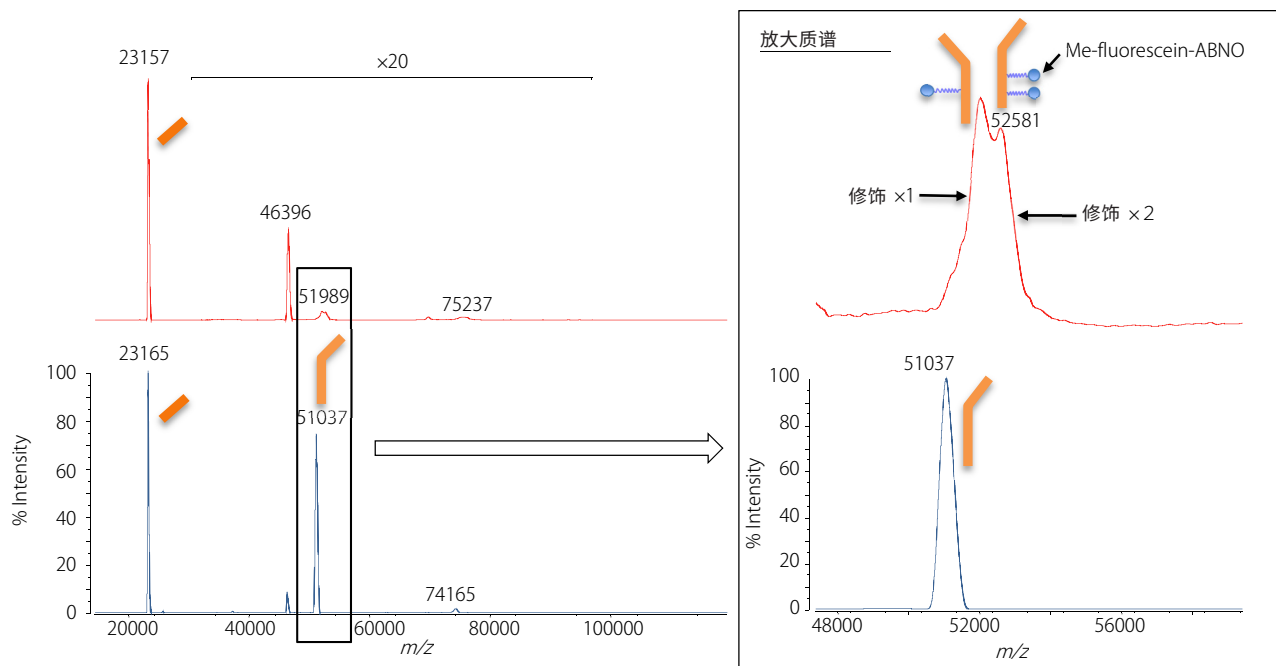 23157
×20
46396
51989
75237
23165
51037
74165
% Intensity
100
80
60
40
20
0
20000 40000 60000 80000 100000
m/z
放大质谱
Me-fluorescein-ABNO
52581
修饰 ×1
修饰 ×2
51037
% Intensity
100
80
60
40
20
0
48000 52000 56000
m/z